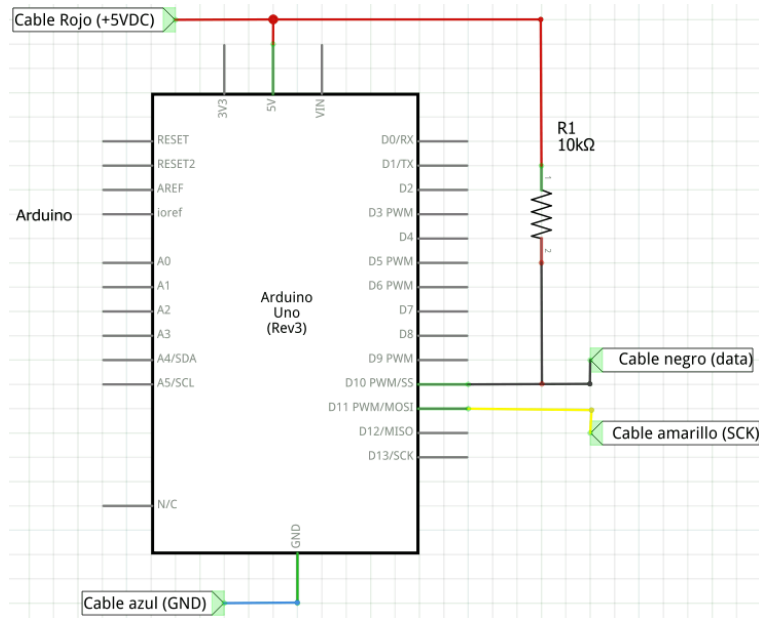 Cable Rojo (+5VDC)
3V3
5V
VIN
RESET
RESET2
AREF
ioref
A0
A1
A2
A3
A4/SDA
A5/SCL
N/C
Arduino
Arduino
Uno
(Rev3)
D0/RX
D1/TX
D2
D3 PWM
D4
D5 PWM
D6 PWM
D7
D8
D9 PWM
D10 PWM/SS
D11 PWM/MOSI
D12/MISO
D13/SCK
GND
R1
10kΩ
1
2
Cable negro (data)
Cable amarillo (SCK)
Cable azul (GND)